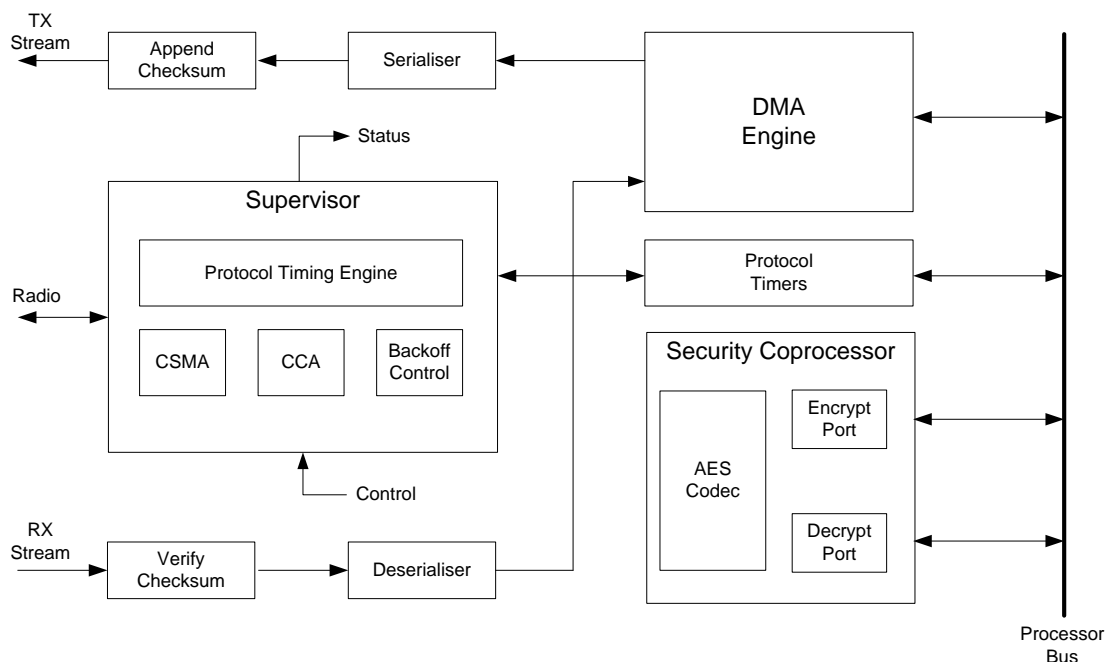 TX
Stream
Append
Checksum
Serialiser
DMA
Engine
Status
Supervisor
Protocol Timing Engine
Protocol
Timers
Radio
CSMA
CCA
Backoff
Control
Security Coprocessor
Encrypt
Port
AES
Codec
Control
RX
Stream
Verify
Checksum
Deserialiser
Decrypt
Port
Processor
Bus